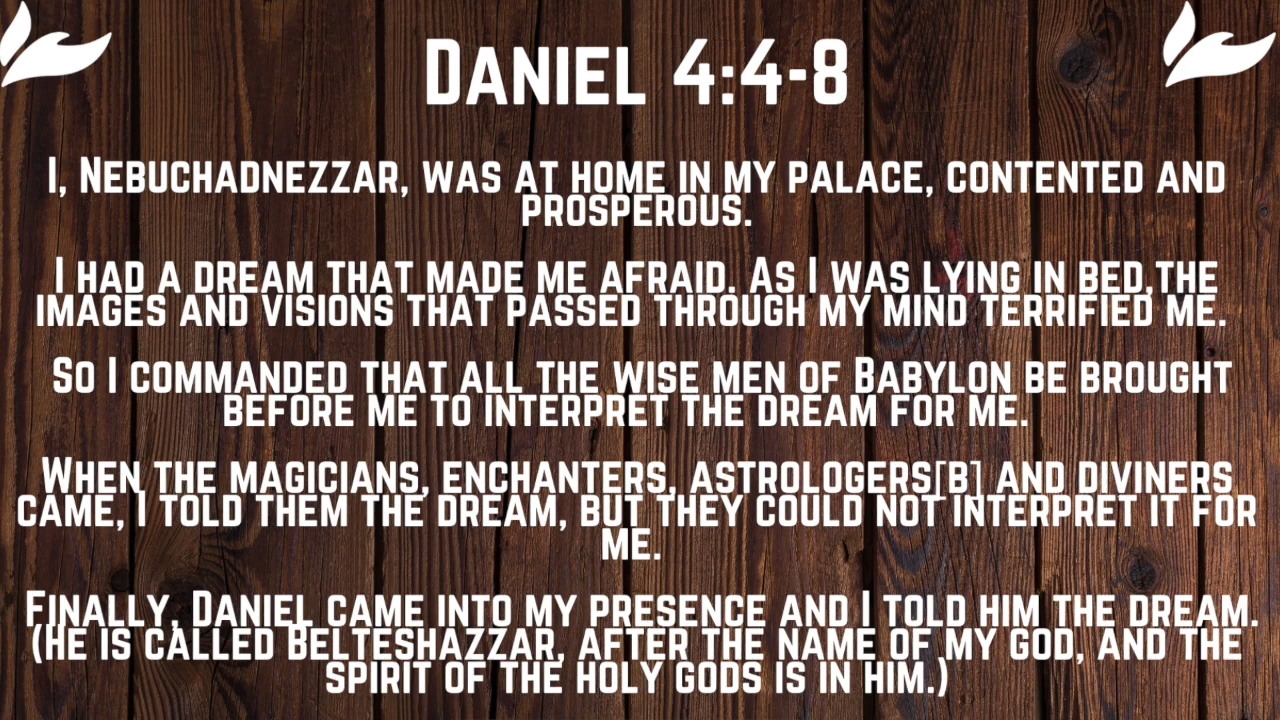 Daniel 4:4-8
I, Nebuchadnezzar, was at home in my palace, contented and
prosperous.
I had a dream that made me afraid. As I was lying in bed,the
images and visions that passed through my mind terrified me.
So I commanded that all the wise men of Babylon be brought
before me to interpret the dream for me.
When the magicians, enchanters, astrologers[b] and diviners
came, I told them the dream, but they could not interpret it for
me.
Finally, Daniel came into my presence and I told him the dream.
(He is called Belteshazzar, after the name of my god, and the
spirit of the holy gods is in him.)